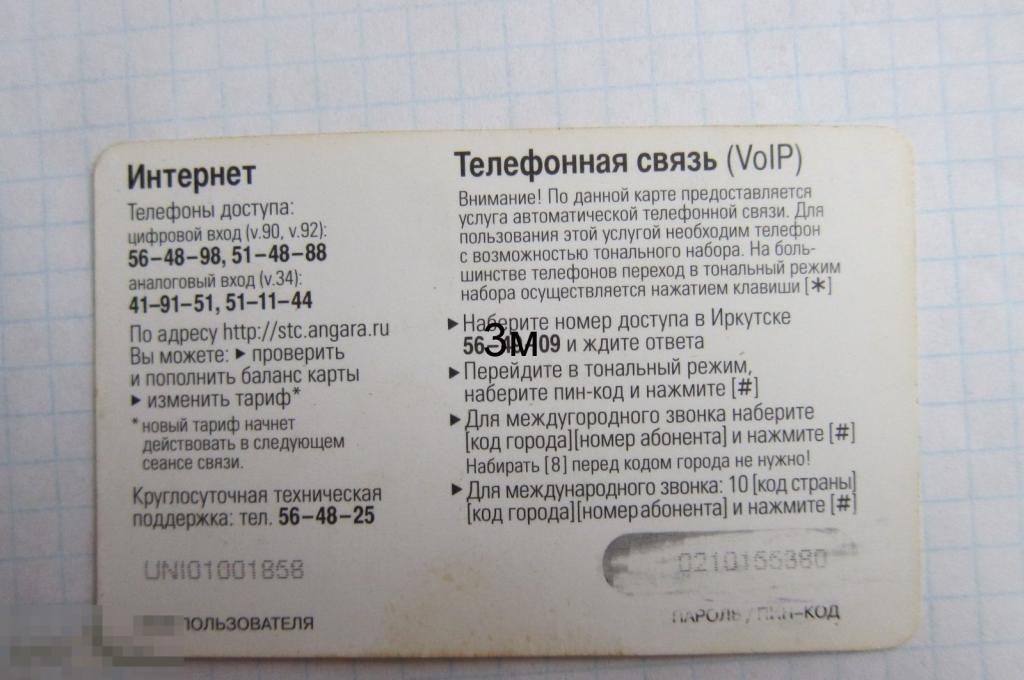 Интернет
Телефоны доступа:
цифровой вход (v.90, v.92):
56-48-98, 51-48-88
аналоговый вход (v.34):
41-91-51, 51-11-44
По адресу http://stc.angara.ru
Вы можете: ▸ проверить
и пополнить баланс карты
▸ изменить тариф*
* новый тариф начнет
действовать в следующем
сеансе связи.
Круглосуточная техническая
поддержка: тел. 56-48-25
UNI01001858
ПОЛЬЗОВАТЕЛЯ
Телефонная связь (VoIP)
Внимание! По данной карте предоставляется
услуга автоматической телефонной связи. Для
пользования этой услугой необходим телефон
с возможностью тонального набора. На боль-
шинстве телефонов переход в тональный режим
набора осуществляется нажатием клавиши [*]
▸ Наберите номер доступа в Иркутске
09 и ждите ответа
3м
▸ Перейдите в тональный режим,
наберите пин-код и нажмите [#]
▸ Для междугородного звонка наберите
[код города][номер абонента] и нажмите [#]
Набирать [8] перед кодом города не нужно!
▸ Для международного звонка: 10 [код страны]
[код города][номер абонента] и нажмите [#]
0210155380
ПАРОЛЬ / ПИН-КОД